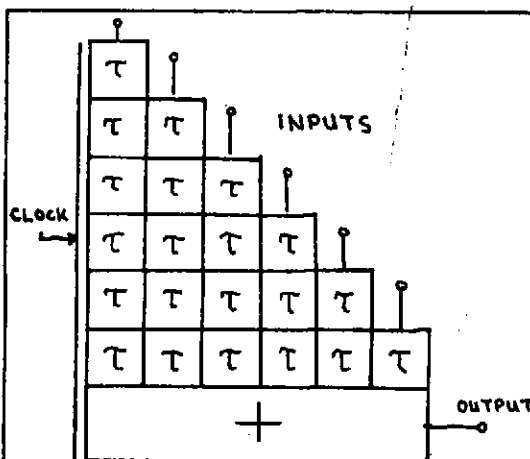 τ
τ τ
INPUTS
τ τ τ
CLOCK
τ τ τ τ
τ τ τ τ τ
τ τ τ τ τ τ
+
OUTPUT